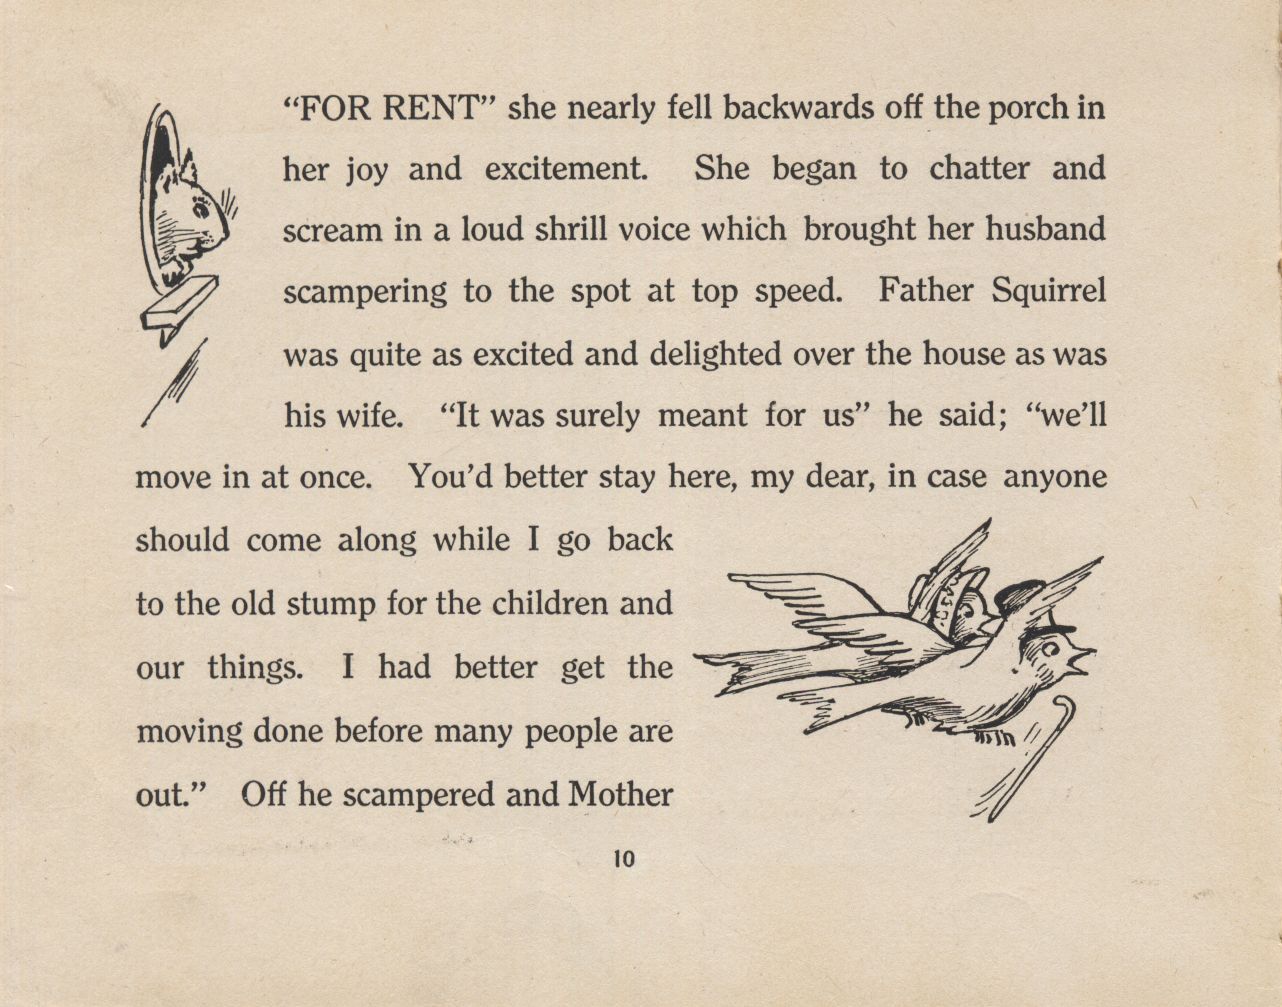 “FOR RENT” she nearly fell backwards off the porch in
her joy and excitement. She began to chatter and
scream in a loud shrill voice which brought her husband
scampering to the spot at top speed. Father Squirrel
was quite as excited and delighted over the house as was
his wife. “It was surely meant for us” he said; “we’ll
move in at once. You’d better stay here, my dear, in case anyone
should come along while I go back
to the old stump for the children and
our things. I had better get the
moving done before many people are
out.” Off he scampered and Mother
10